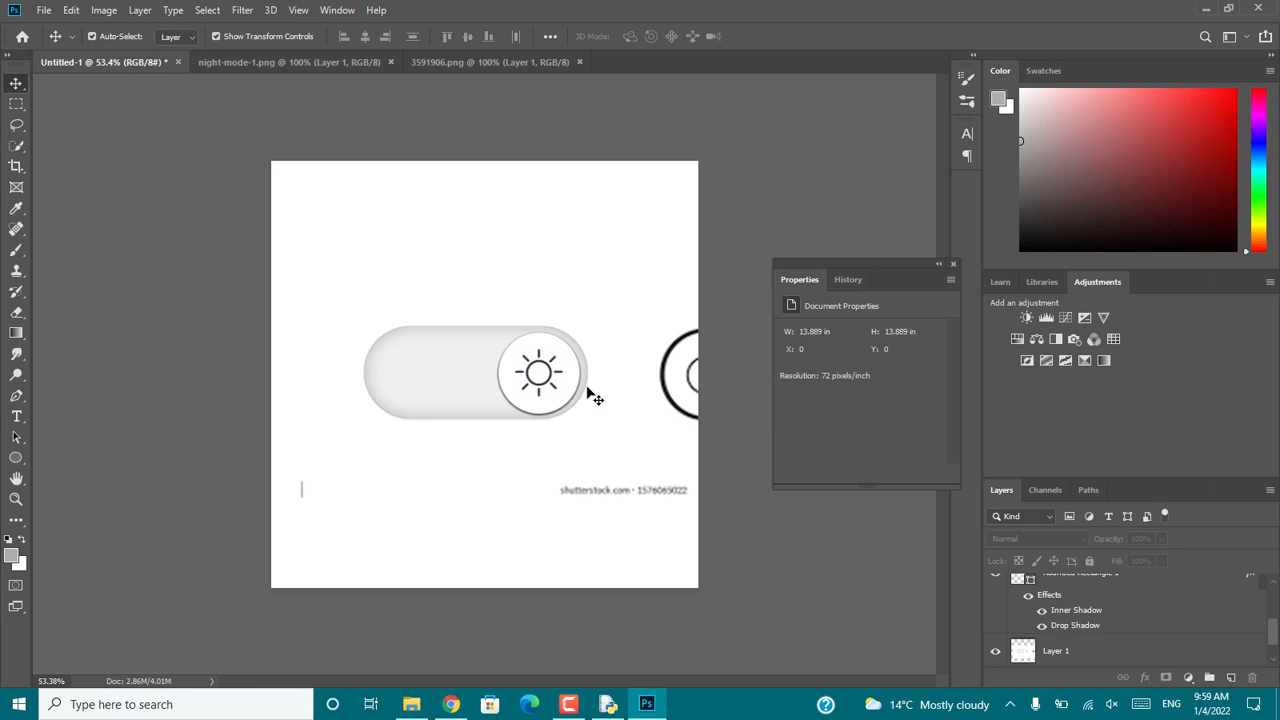 Ps File Edit Image Layer Type Select Filter 3D View Window Help
Auto-Select: Layer Show Transform Controls 3D Mode:
Untitled-1 @ 53.4% (RGB/8#) * × night-mode-1.png @ 100% (Layer 1, RGB/8) × 3591906.png @ 100% (Layer 1, RGB/8) ×
Color Swatches
Properties History
Document Properties
W: 13.889 in H: 13.889 in
X: 0 Y: 0
Resolution: 72 pixels/inch
Learn Libraries Adjustments
Add an adjustment
shutterstock.com · 1576065022
Layers Channels Paths
Kind
Normal Opacity: 100%
Lock: Fill: 100%
Effects
Inner Shadow
Drop Shadow
Layer 1
53.38% Doc: 2.86M/4.01M
Type here to search
14°C Mostly cloudy
ENG
9:59 AM
1/4/2022